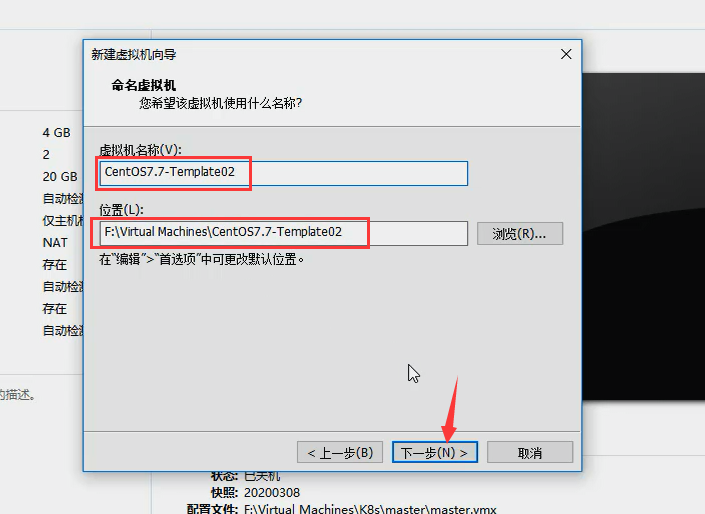 新建虚拟机向导
命名虚拟机
您希望该虚拟机使用什么名称?
虚拟机名称(V):
CentOS7.7-Template02
位置(L):
F:\Virtual Machines\CentOS7.7-Template02
浏览(R)...
在"编辑">"首选项"中可更改默认位置。
< 上一步(B)
下一步(N) >
取消
4 GB
2
20 GB
自动检测
仅主机
NAT
存在
自动检测
存在
自动检测
的描述。
状态: 已关机
快照: 20200308
配置文件: F:\Virtual Machines\K8s\master\master.vmx